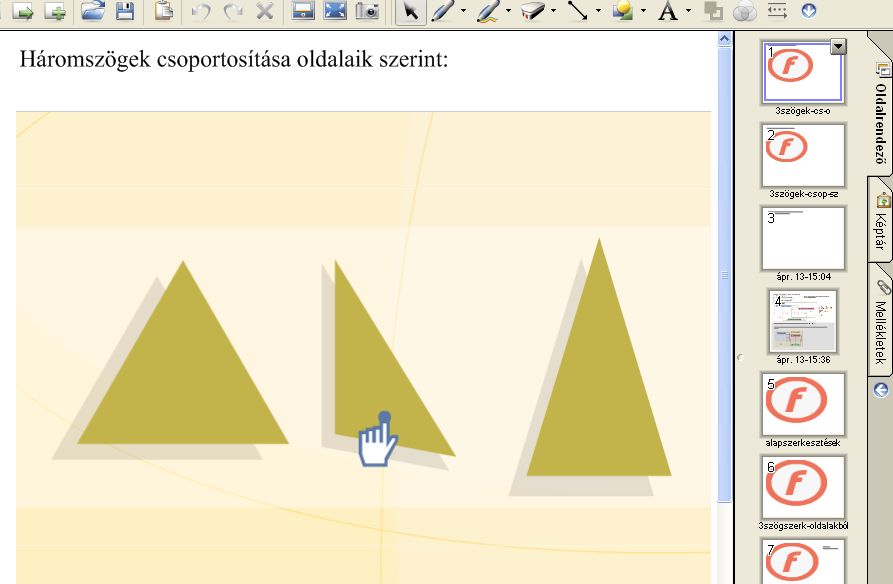 Háromszögek csoportosítása oldalaik szerint:
1
3szögek-cs-o
2
3szögek-csop-sz
3
ápr. 13-15:04
4
ápr. 13-15:36
5
alapszerkesztések
6
3szögszerk-oldalakból
7
Oldalrendező
Képtár
Mellékletek
A